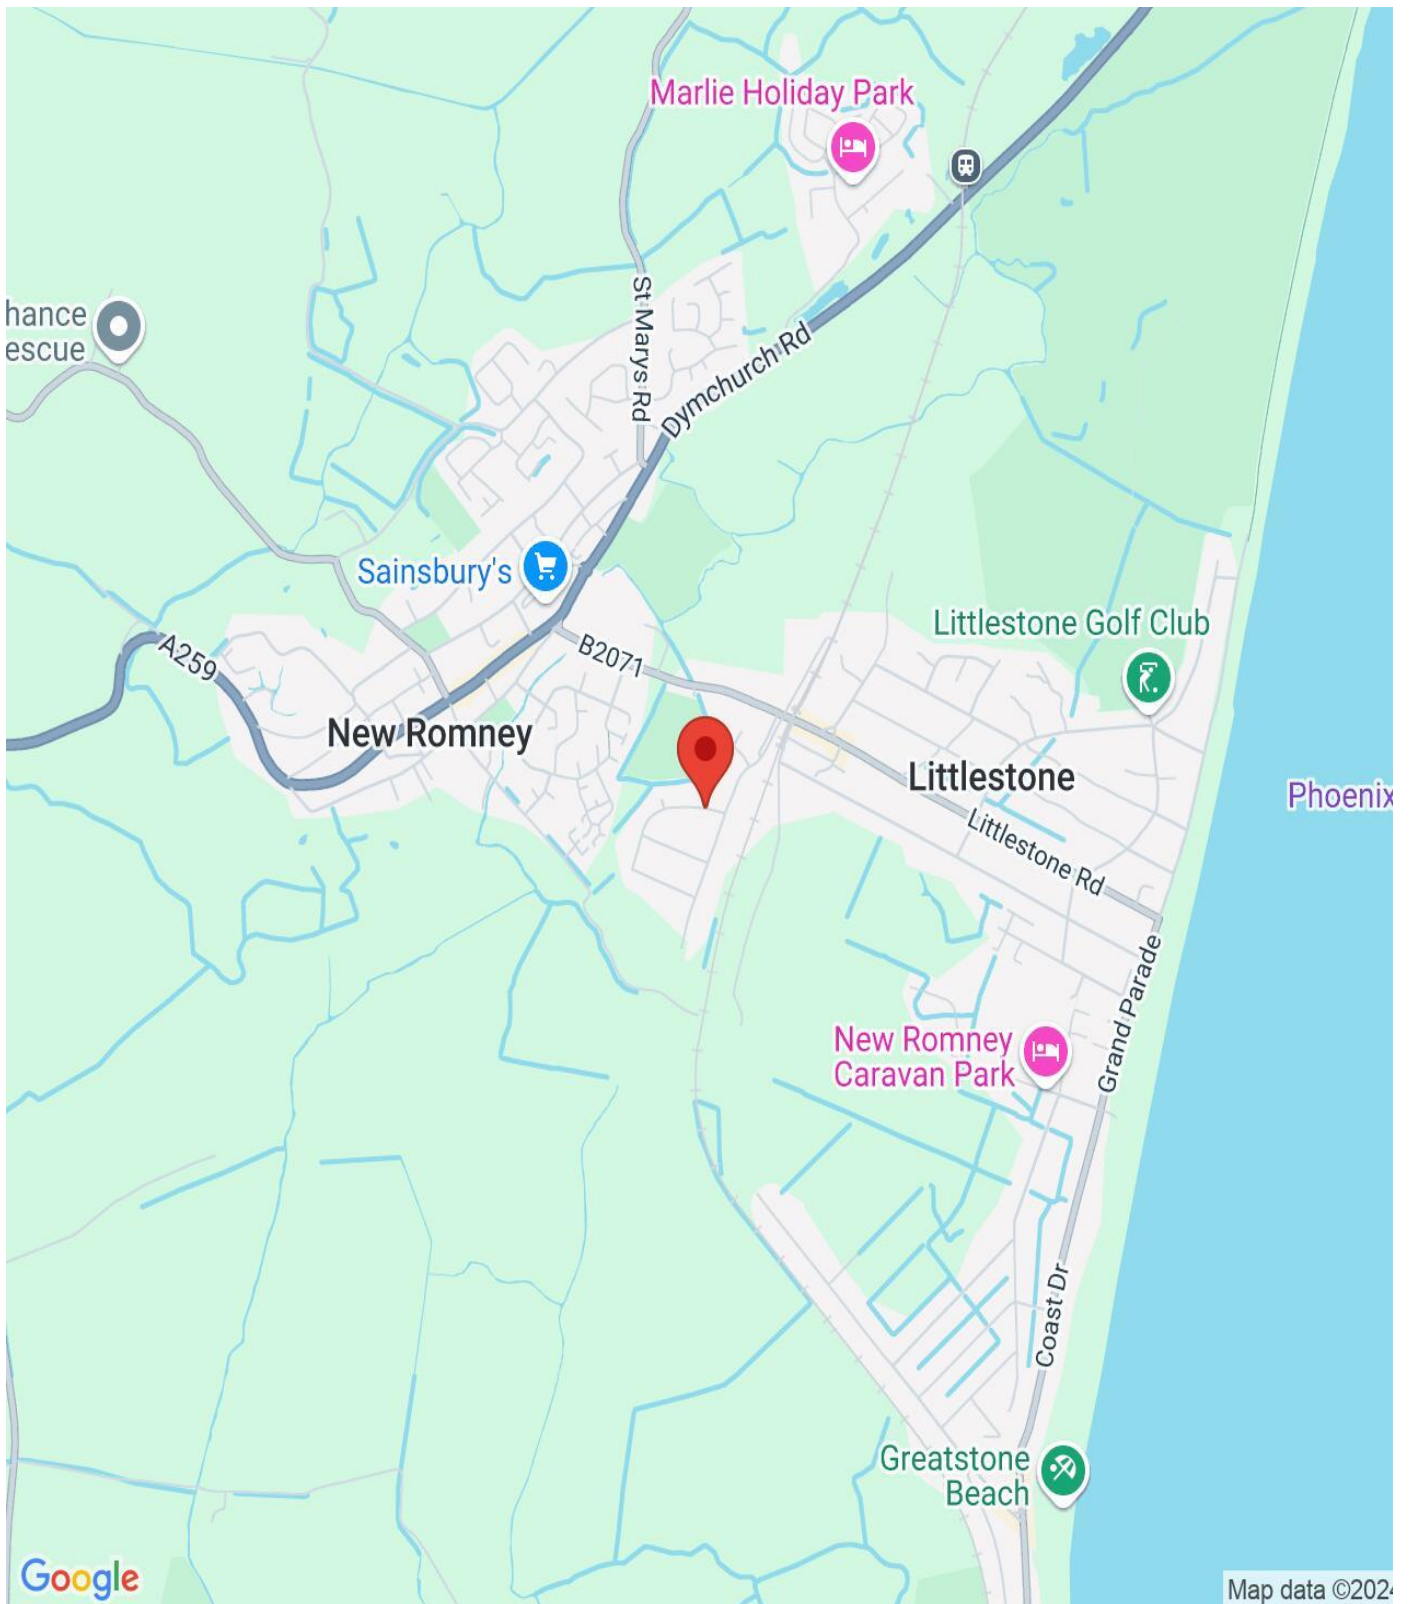 Marlie Holiday Park
St Marys Rd
hance
escue
Dymchurch Rd
Sainsbury's
Littlestone Golf Club
A259
B2071
New Romney
Littlestone
Phoenix
Littlestone Rd
Grand Parade
New Romney
Caravan Park
Coast Dr
Greatstone
Beach
Google
Map data ©2024